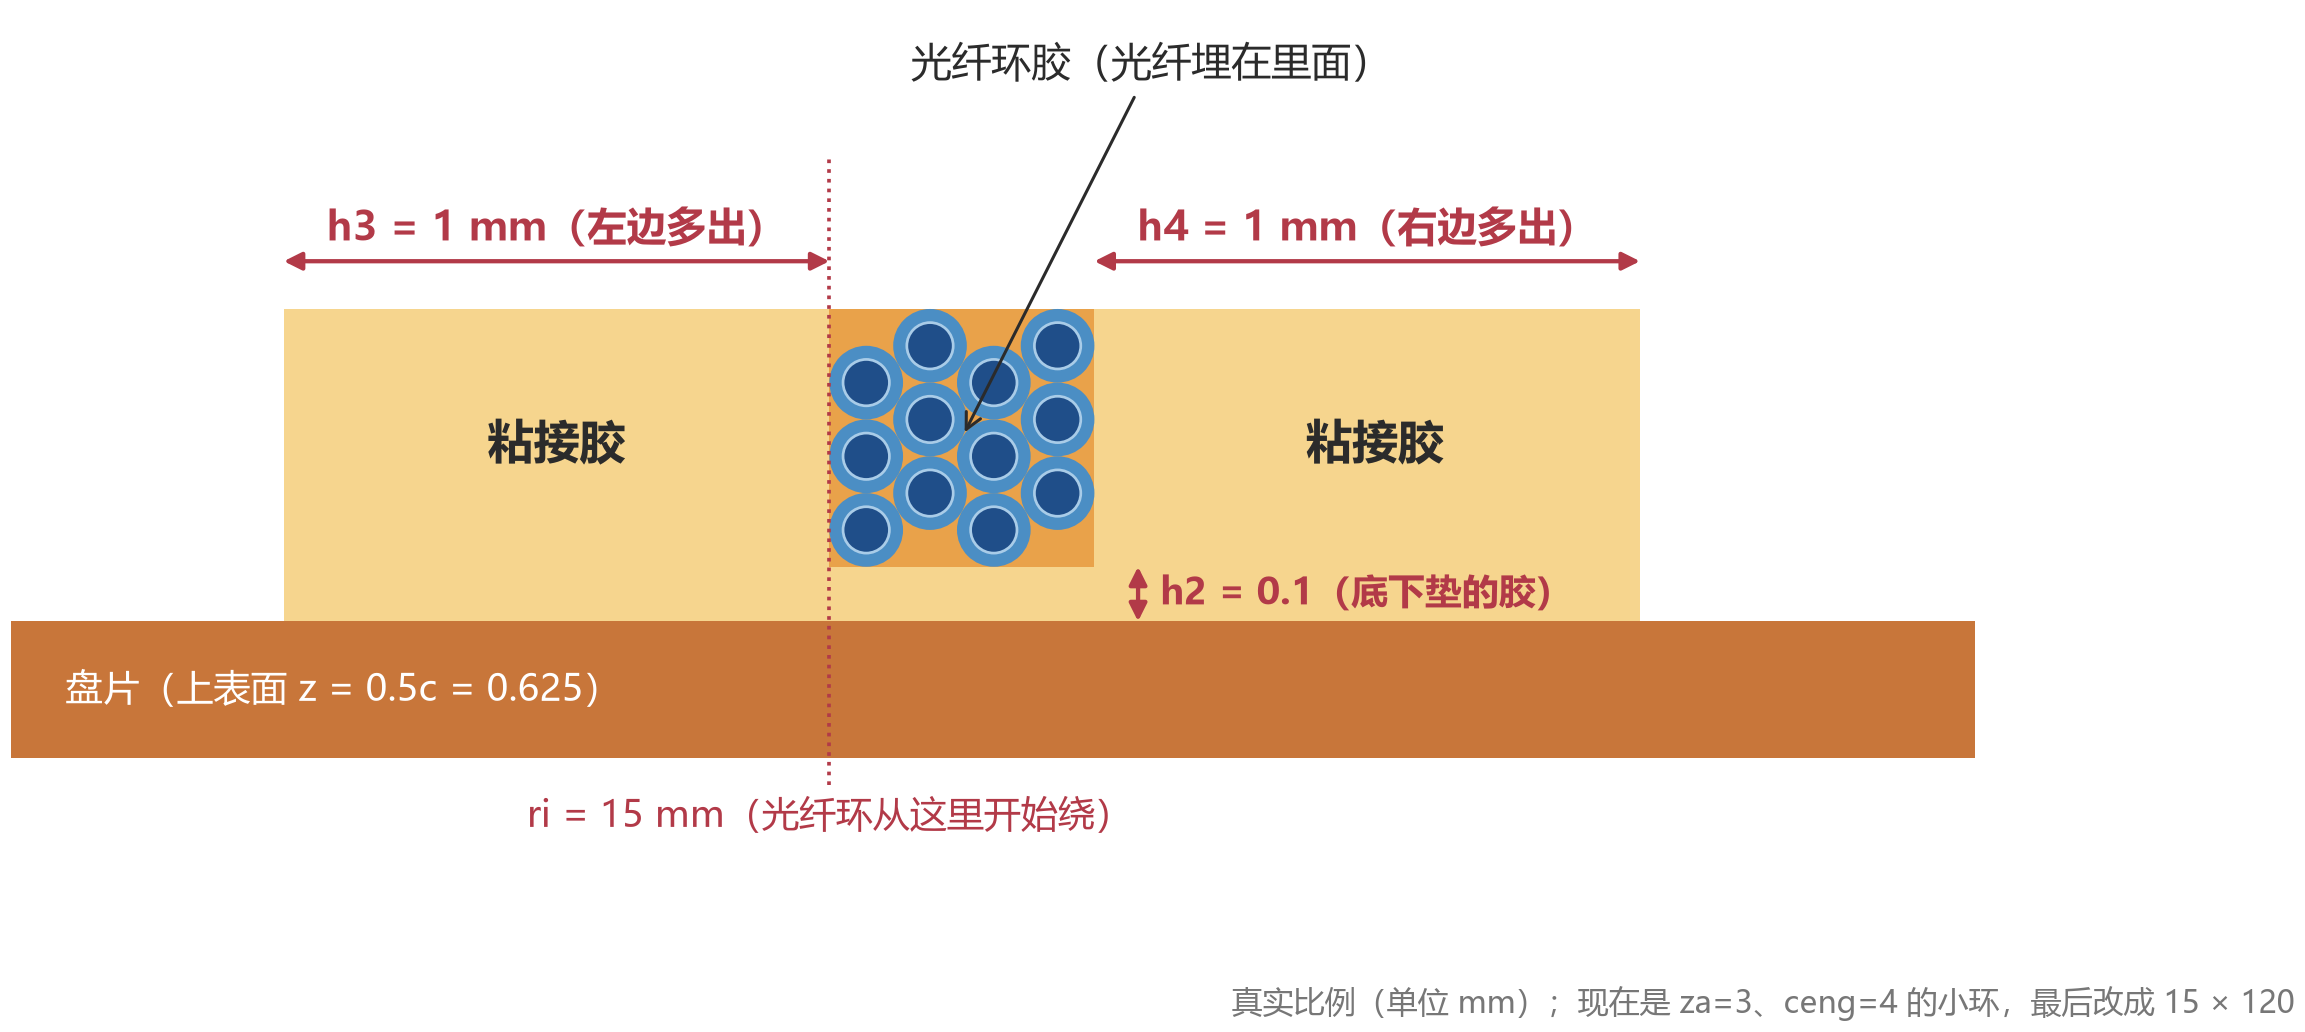 光纤环胶（光纤埋在里面）
h3 = 1 mm（左边多出）
h4 = 1 mm（右边多出）
粘接胶
粘接胶
h2 = 0.1（底下垫的胶）
盘片（上表面 z = 0.5c = 0.625）
ri = 15 mm（光纤环从这里开始绕）
真实比例（单位 mm）；现在是 za=3、ceng=4 的小环，最后改成 15 × 120